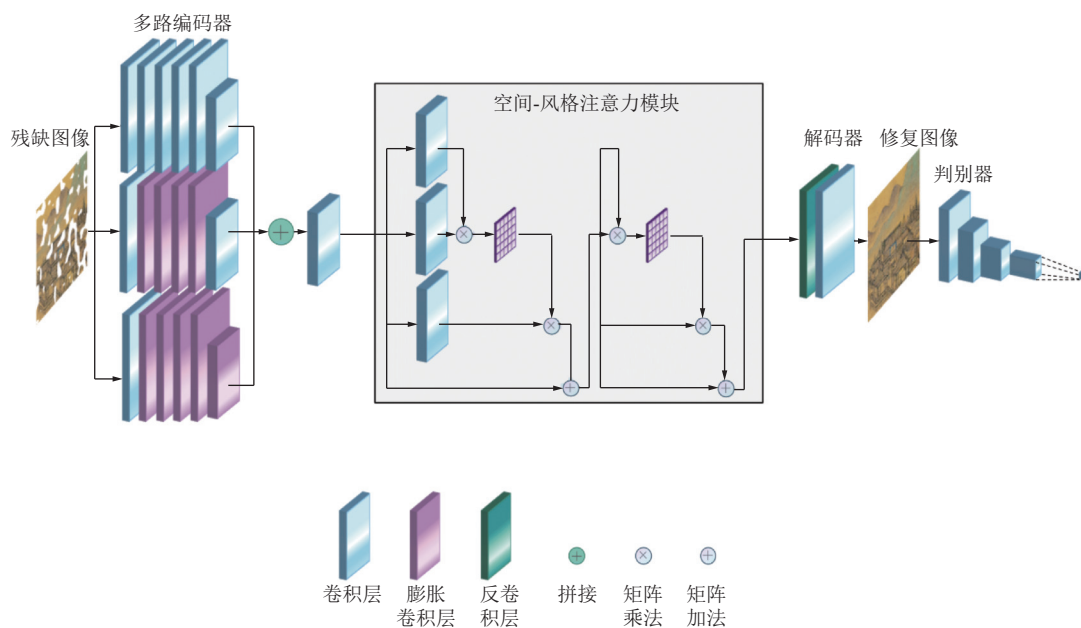 多路编码器
空间-风格注意力模块
残缺图像
解码器
修复图像
判别器
卷积层
膨胀
卷积层
反卷
积层
拼接
矩阵
乘法
矩阵
加法